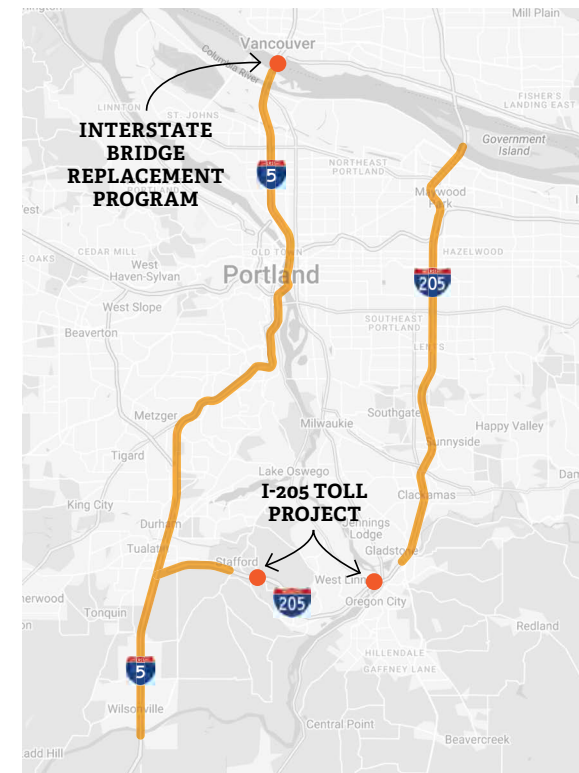 Mill Plain
Vancouver
Columbia River
FISHER'S
LANDING EAST
LINNTON
ST. JOHNS
INTERSTATE
BRIDGE
REPLACEMENT
PROGRAM
Government
Island
5
NORTHEAST
PORTLAND
Maywood
Park
CEDAR MILL
OAKS
West
Haven-Sylvan
OLD TOWN
HAZELWOOD
Portland
205
West Slope
SOUTHEAST
PORTLAND
Beaverton
LENTS
Metzger
Southgate
Milwaukie
Happy Valley
Sunnyside
Tigard
Lake Oswego
I-205 TOLL
PROJECT
Clackamas
King City
Jennings
Lodge
Durham
Tualatin
Gladstone
Stafford
West Linn
205
Oregon City
Tonquin
Redland
HILLENDALE
GAFFNEY LANE
5
Wilsonville
Central Point
Beavercreek